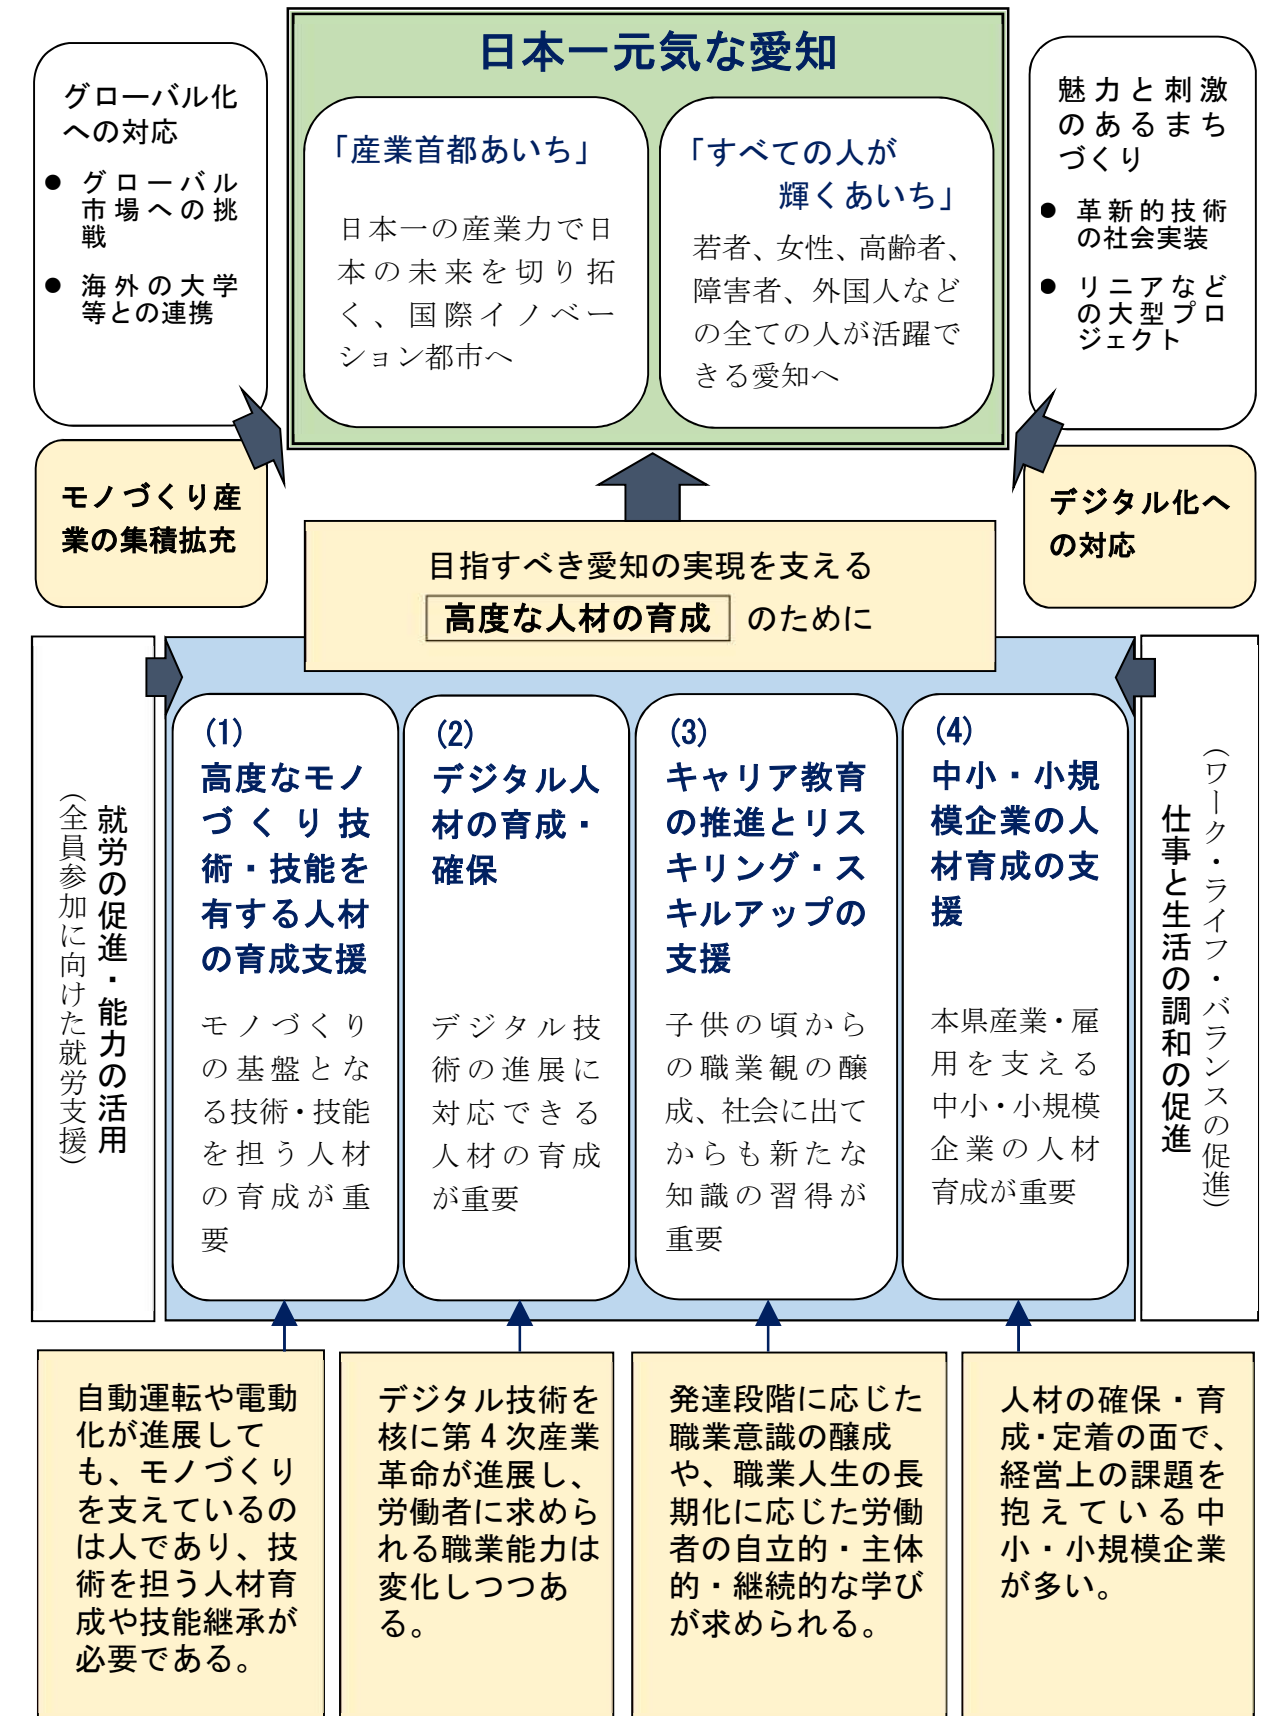 日本一元気な愛知
グローバル化
への対応
● グローバル
市場への挑
戦
● 海外の大学
等との連携
「産業首都あいち」
日本一の産業力で日
本の未来を切り拓
く、国際イノベー
ション都市へ
「すべての人が
輝くあいち」
若者、女性、高齢者、
障害者、外国人など
の全ての人が活躍で
きる愛知へ
魅力と刺激
のあるまち
づくり
● 革新的技術
の社会実装
● リニアなど
の大型プロ
ジェクト
モノづくり産
業の集積拡充
デジタル化へ
の対応
目指すべき愛知の実現を支える
高度な人材の育成 のために
就労の促進・能力の活用
（全員参加に向けた就労支援）
(1)
高度なモノ
づくり技
術・技能を
有する人材
の育成支援
モノづくり
の基盤とな
る技術・技能
を担う人材
の育成が重
要
(2)
デジタル人
材の育成・
確保
デジタル技
術の進展に
対応できる
人材の育成
が重要
(3)
キャリア教育
の推進とリス
キリング・ス
キルアップの
支援
子供の頃から
の職業観の醸
成、社会に出て
からも新たな
知識の習得が
重要
(4)
中小・小規
模企業の人
材育成の支
援
本県産業・雇
用を支える
中小・小規模
企業の人材
育成が重要
（ワーク・ライフ・バランスの促進）
仕事と生活の調和の促進
自動運転や電動
化が進展して
も、モノづくり
を支えているの
は人であり、技
術を担う人材育
成や技能継承が
必要である。
デジタル技術を
核に第４次産業
革命が進展し、
労働者に求めら
れる職業能力は
変化しつつあ
る。
発達段階に応じた
職業意識の醸成
や、職業人生の長
期化に応じた労働
者の自立的・主体
的・継続的な学び
が求められる。
人材の確保・育
成・定着の面で、
経営上の課題を
抱えている中
小・小規模企業
が多い。